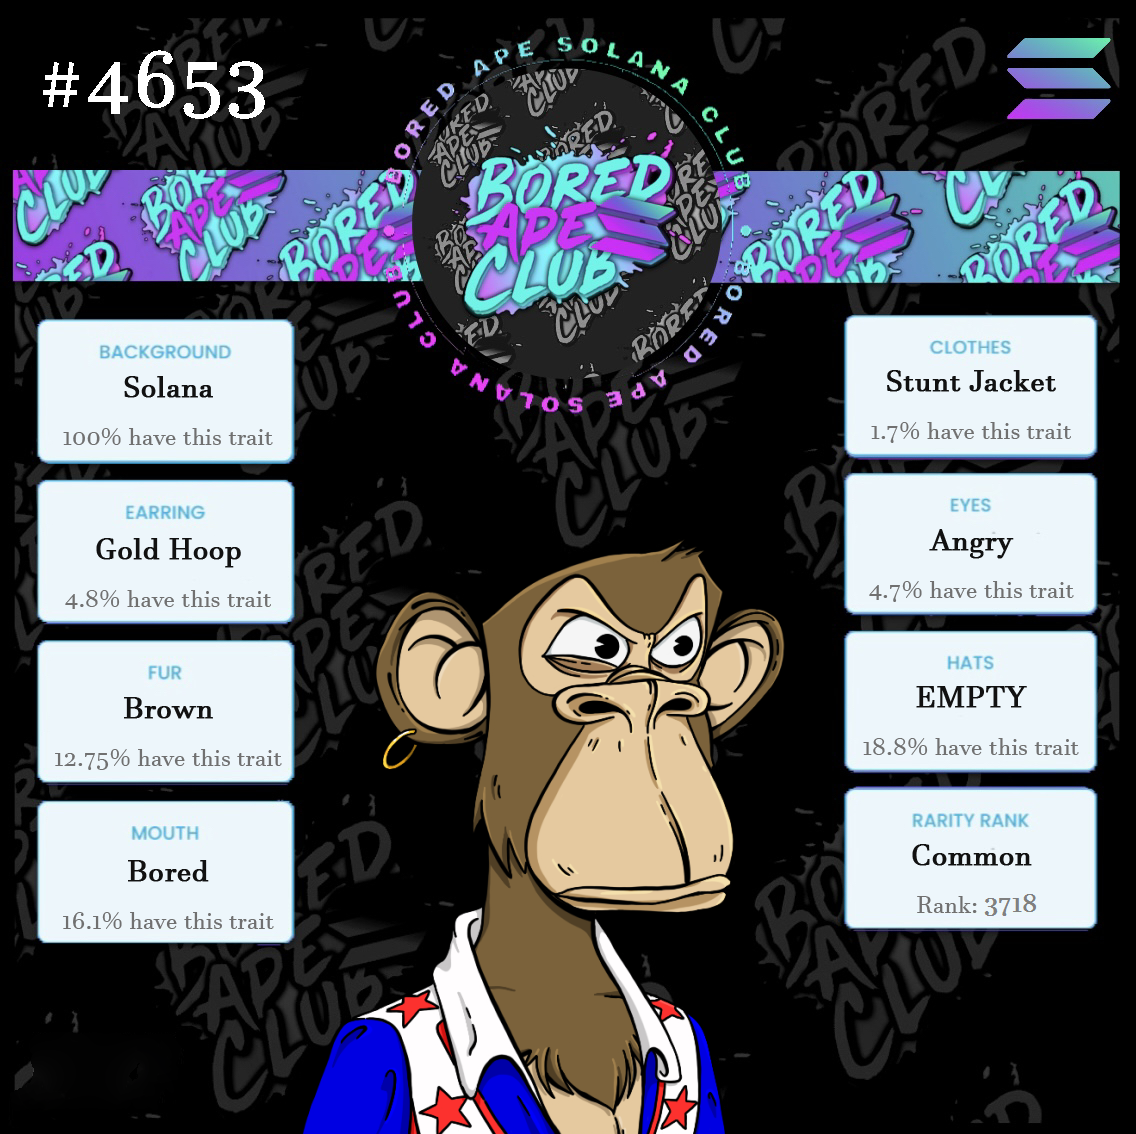 #4653
BORED APE SOLANA CLUB
BORED APE SOLANA CLUB
BORED
APE
CLUB
BACKGROUND
Solana
100% have this trait
EARRING
Gold Hoop
4.8% have this trait
FUR
Brown
12.75% have this trait
MOUTH
Bored
16.1% have this trait
CLOTHES
Stunt Jacket
1.7% have this trait
EYES
Angry
4.7% have this trait
HATS
EMPTY
18.8% have this trait
RARITY RANK
Common
Rank: 3718